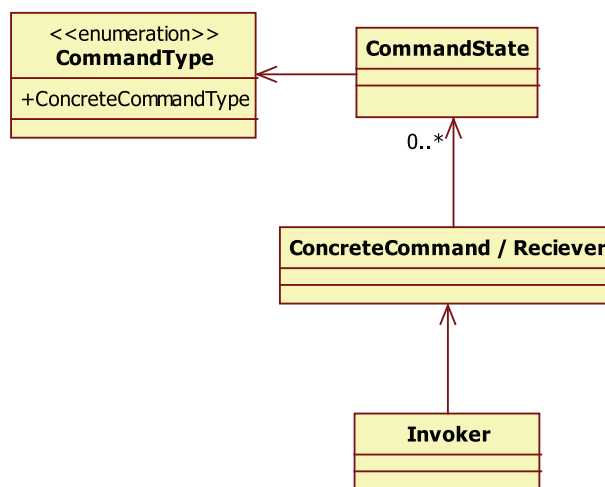 <<enumeration>>
CommandType
+ConcreteCommandType
CommandState
0..*
ConcreteCommand / Reciever
Invoker